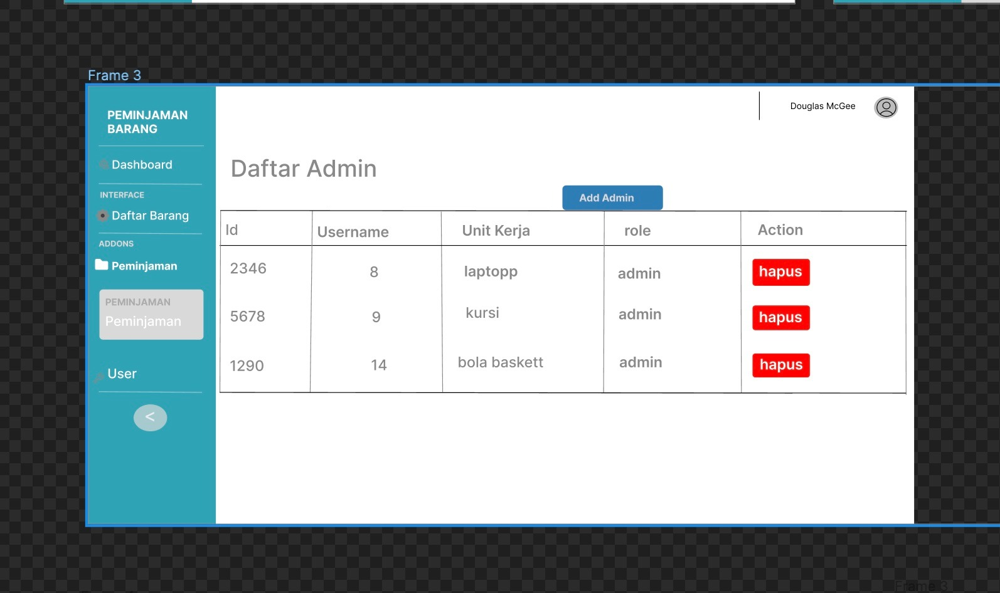 Frame 3
PEMINJAMAN
BARANG
Dashboard
INTERFACE
Daftar Barang
ADDONS
Peminjaman
PEMINJAMAN
Peminjaman
User
<
Douglas McGee
Daftar Admin
Add Admin
Id Username Unit Kerja role Action
2346 8 laptopp admin hapus
5678 9 kursi admin hapus
1290 14 bola baskett admin hapus
Frame 3